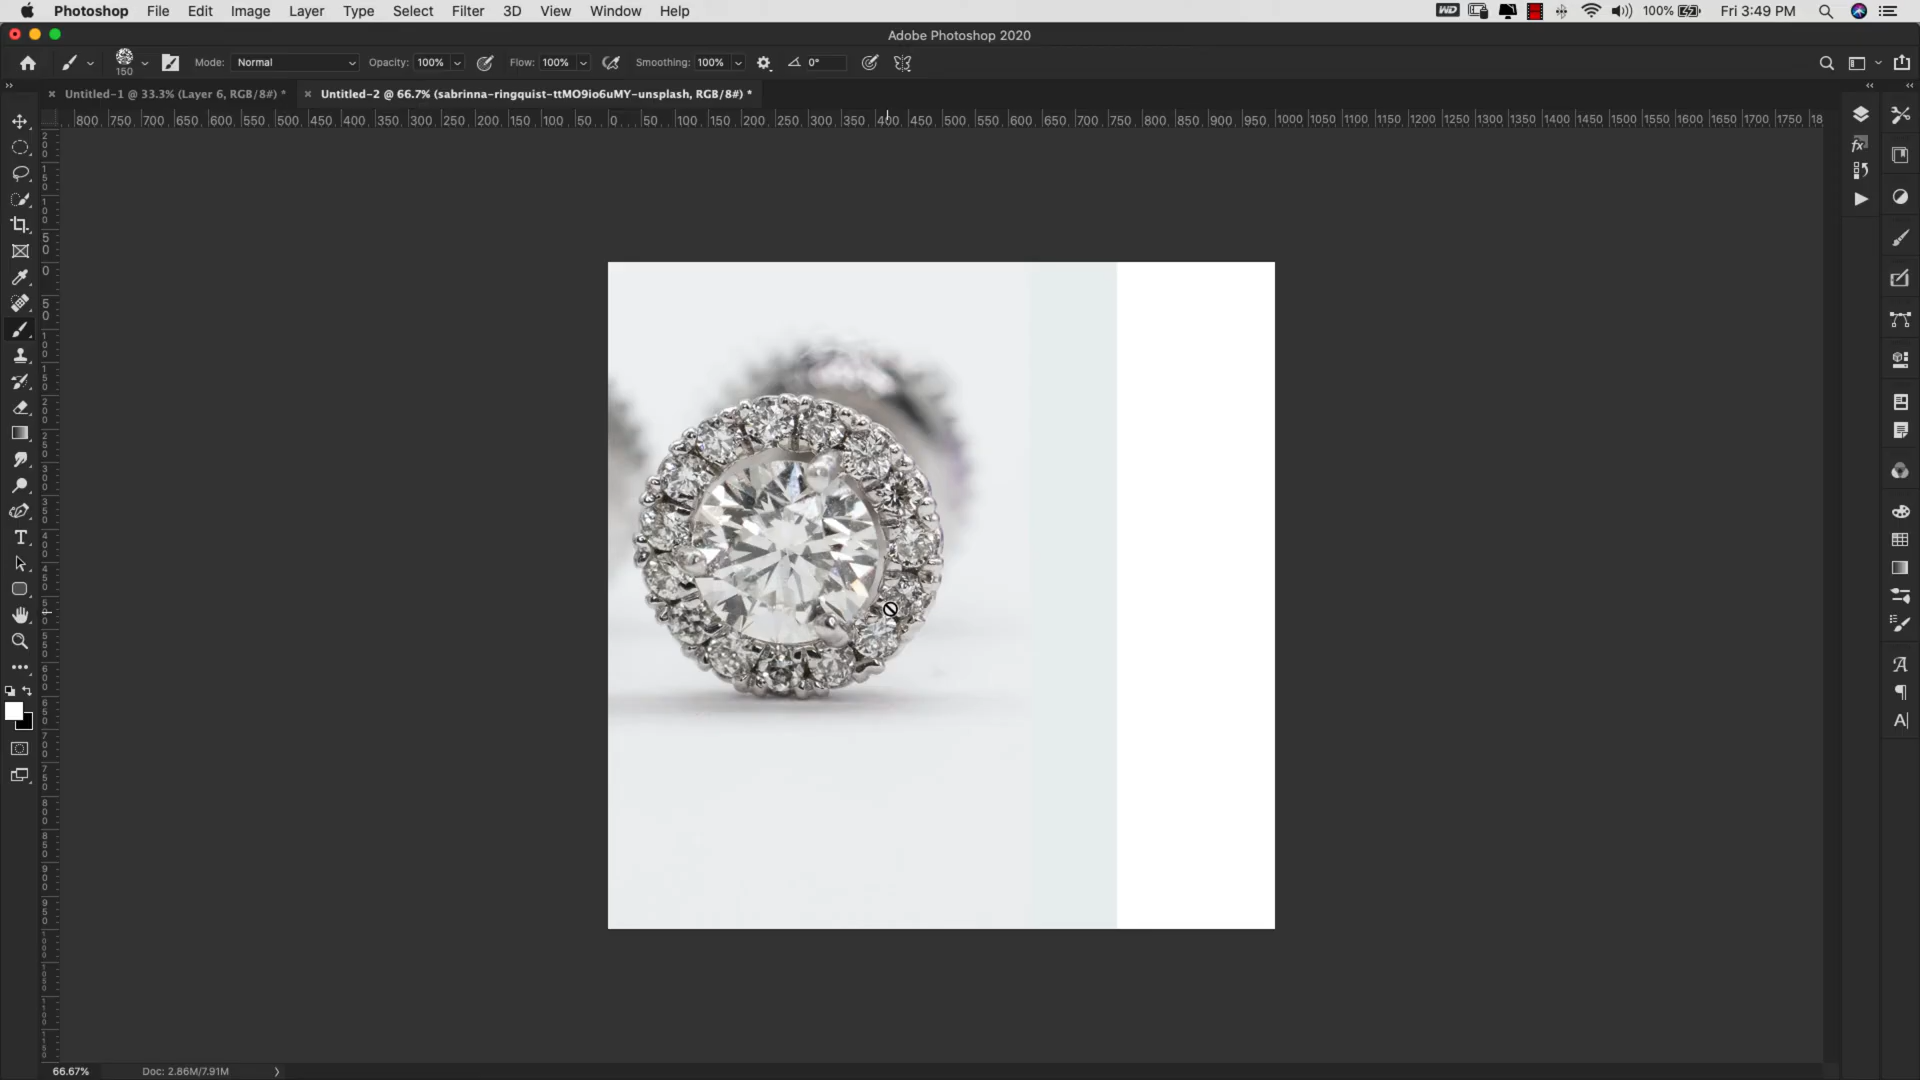 Photoshop File Edit Image Layer Type Select Filter 3D View Window Help 100% Fri 3:49 PM
Adobe Photoshop 2020
150 Mode: Normal Opacity: 100% Flow: 100% Smoothing: 100% 0°
Untitled-1 @ 33.3% (Layer 6, RGB/8#) * Untitled-2 @ 66.7% (sabrinna-ringquist-ttMO9io6uMY-unsplash, RGB/8#) *
800 750 700 650 600 550 500 450 400 350 300 250 200 150 100 50 0 50 100 150 200 250 300 350 400 450 500 550 600 650 700 750 800 850 900 950 1000 1050 1100 1150 1200 1250 1300 1350 1400 1450 1500 1550 1600 1650 1700 1750 18
66.67% Doc: 2.86M/7.91M